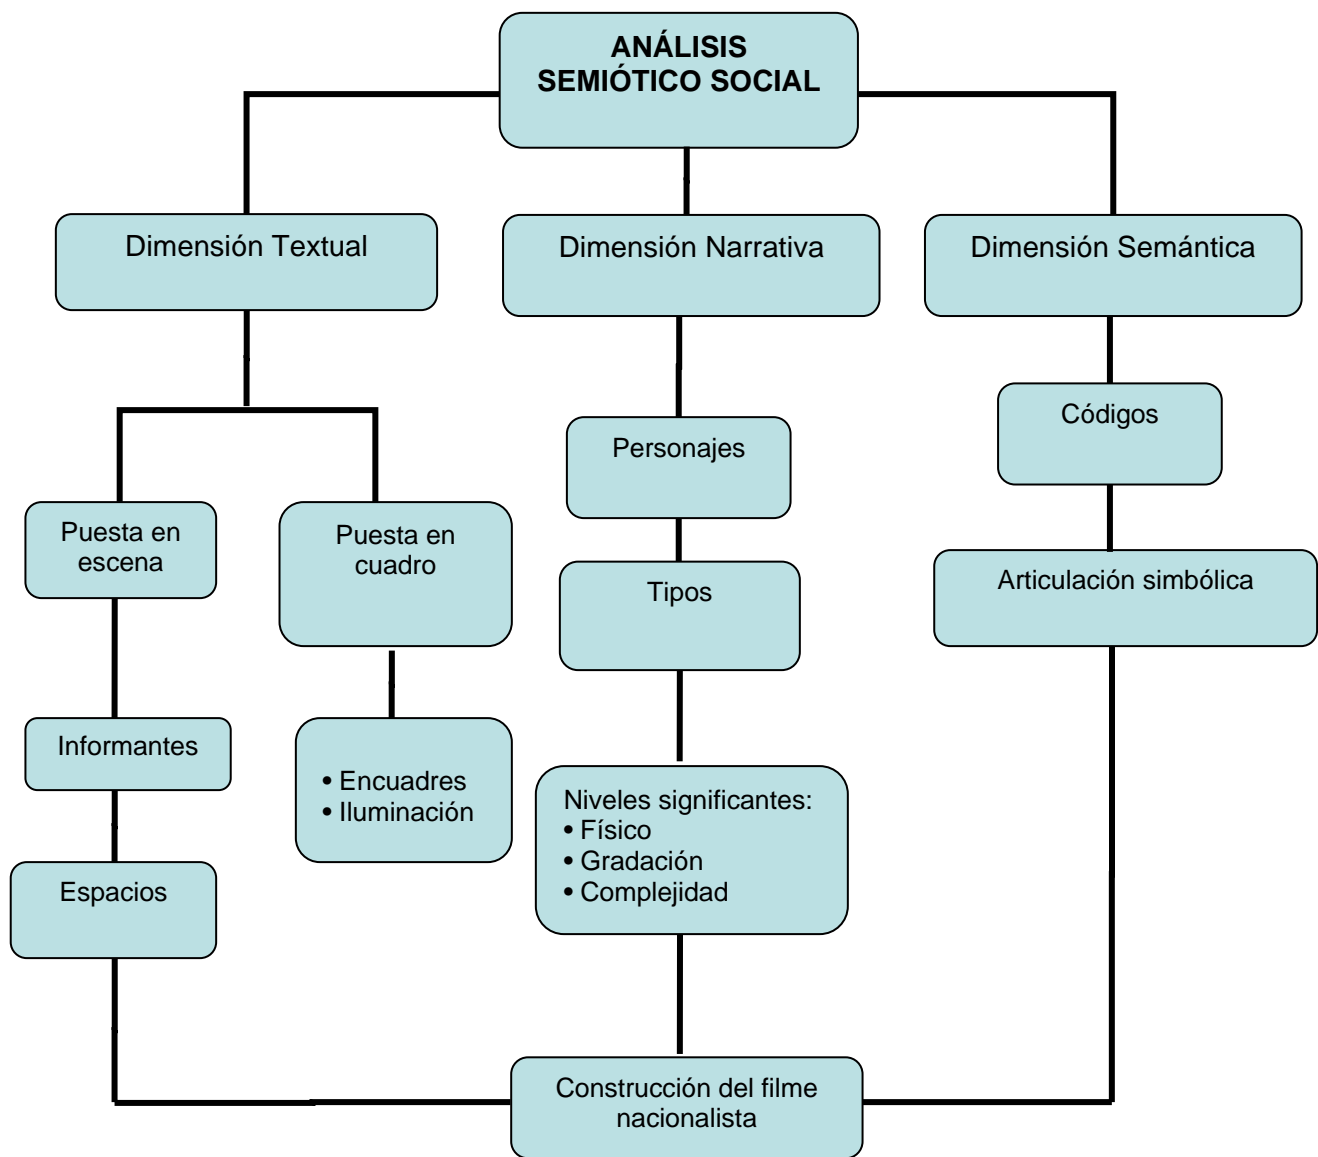 ANÁLISIS
SEMIÓTICO SOCIAL
Dimensión Textual
Dimensión Narrativa
Dimensión Semántica
Códigos
Personajes
Puesta en
escena
Puesta en
cuadro
Tipos
Articulación simbólica
Informantes
• Encuadres
• Iluminación
Niveles significantes:
• Físico
• Gradación
• Complejidad
Espacios
Construcción del filme
nacionalista